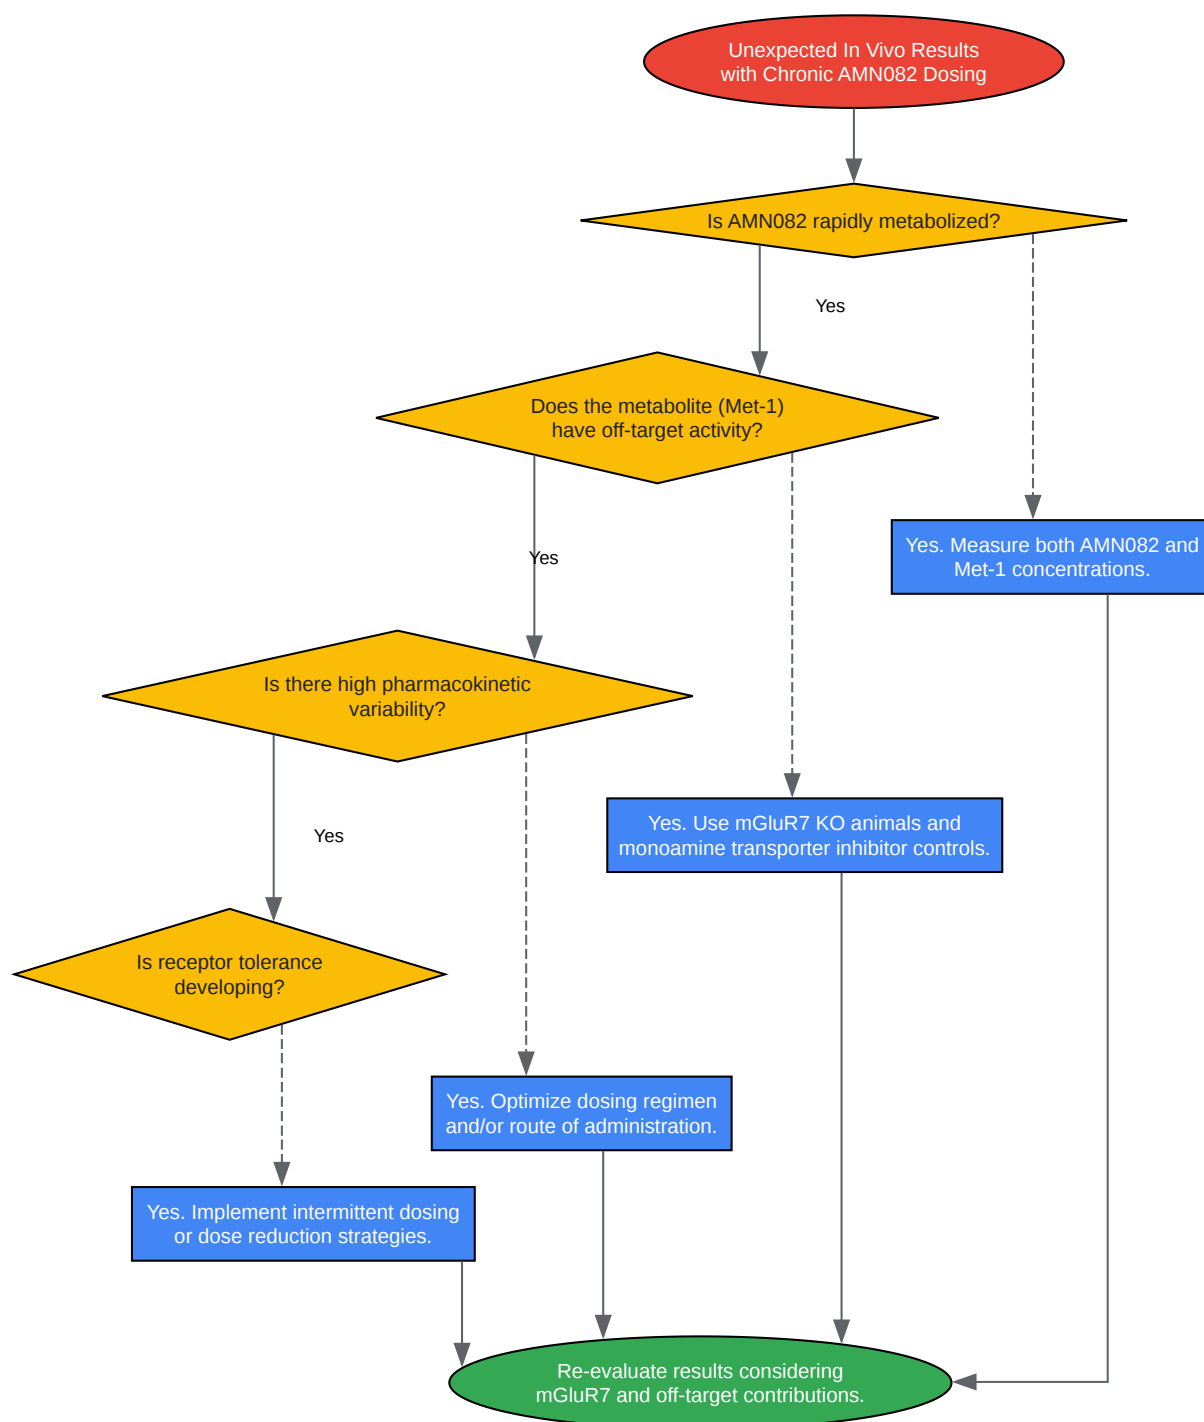 Unexpected In Vivo Results
with Chronic AMN082 Dosing
Is AMN082 rapidly metabolized?
Yes
Does the metabolite (Met-1)
have off-target activity?
Yes. Measure both AMN082 and
Met-1 concentrations.
Yes
Is there high pharmacokinetic
variability?
Yes. Use mGluR7 KO animals and
monoamine transporter inhibitor controls.
Yes
Is receptor tolerance
developing?
Yes. Optimize dosing regimen
and/or route of administration.
Yes. Implement intermittent dosing
or dose reduction strategies.
Re-evaluate results considering
mGluR7 and off-target contributions.